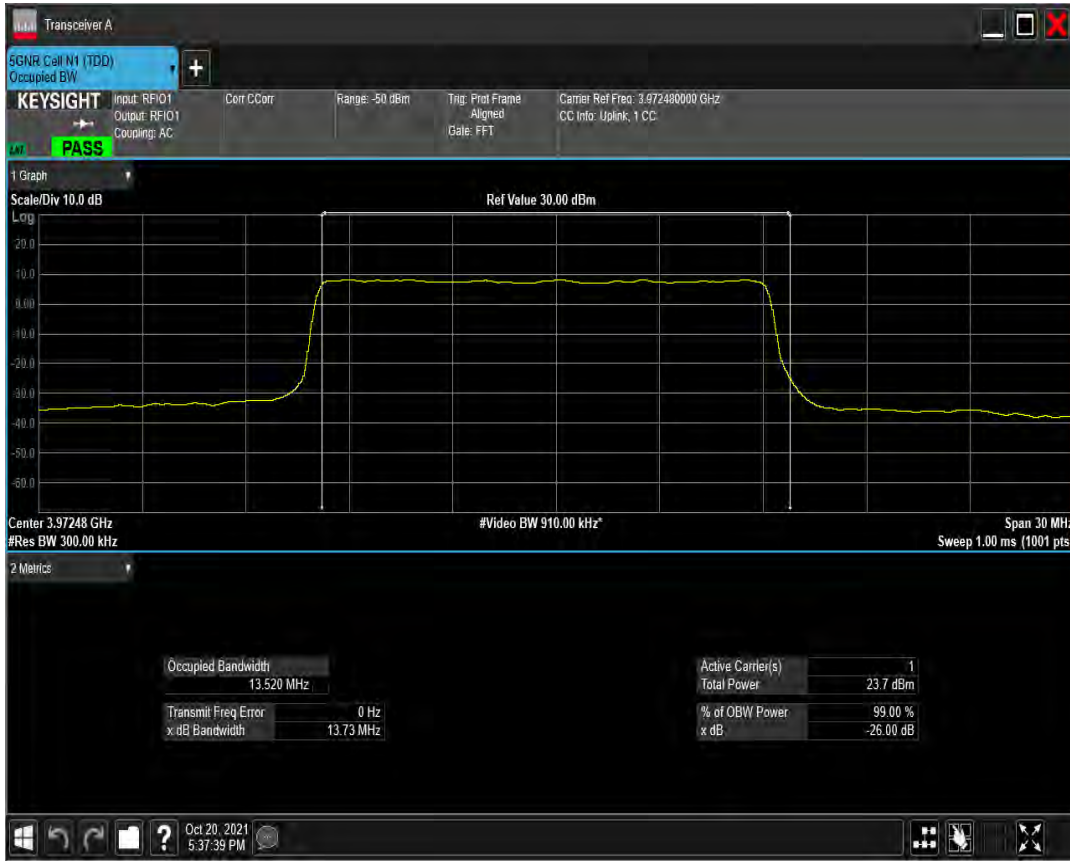 Transceiver A
5GNR Cell N1 (TDD)
Occupied BW
+
KEYSIGHT
Input: RFIO1
Output: RFIO1
Coupling: AC
Corr CCorr
Range: -50 dBm
Trig: Prot Frame
Aligned
Gate: FFT
Carrier Ref Freq: 3.972480000 GHz
CC Info: Uplink, 1 CC
PASS
1 Graph
Scale/Div 10.0 dB
Ref Value 30.00 dBm
Log
20.0
10.0
0.00
-10.0
-20.0
-30.0
-40.0
-50.0
-60.0
Center 3.97248 GHz
#Video BW 910.00 kHz*
Span 30 MHz
#Res BW 300.00 kHz
Sweep 1.00 ms (1001 pts
2 Metrics
Occupied Bandwidth
13.520 MHz
Transmit Freq Error 0 Hz
x dB Bandwidth 13.73 MHz
Active Carrier(s) 1
Total Power 23.7 dBm
% of OBW Power 99.00 %
x dB -26.00 dB
?
Oct 20, 2021
5:37:39 PM